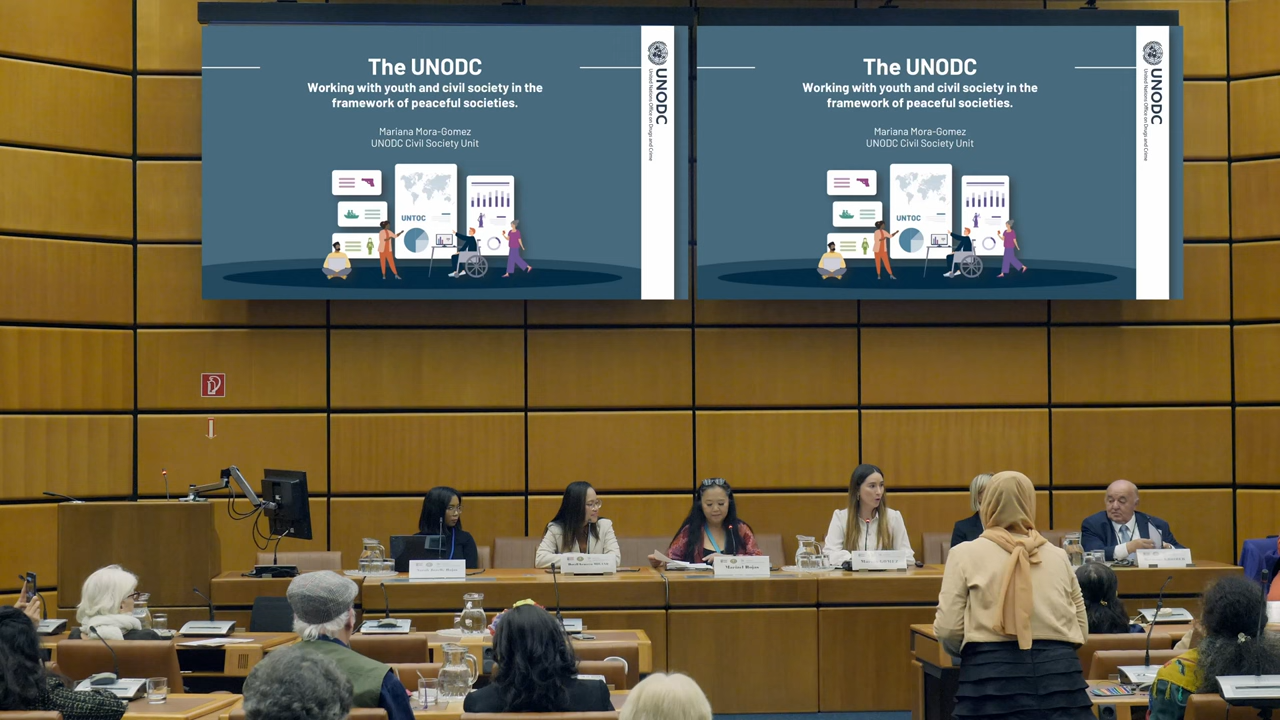 The UNODC
Working with youth and civil society in the
framework of peaceful societies.
Mariana Mora-Gomez
UNODC Civil Society Unit
UNTOC
UNODC
United Nations Office on Drugs and Crime
The UNODC
Working with youth and civil society in the
framework of peaceful societies.
Mariana Mora-Gomez
UNODC Civil Society Unit
UNTOC
UNODC
United Nations Office on Drugs and Crime
Maricel Rojas